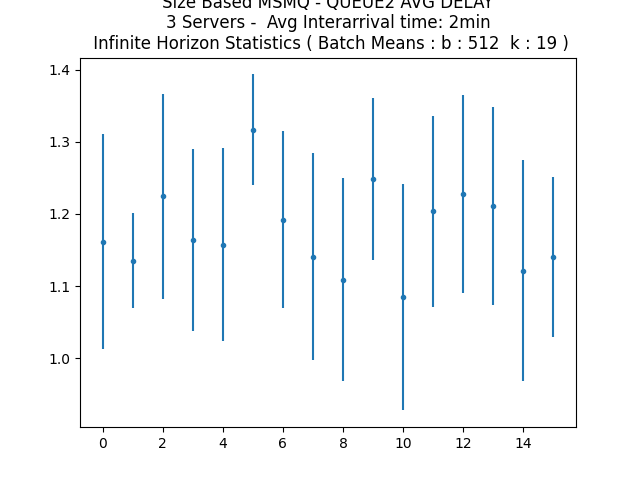 Size Based MSMQ - QUEUE2 AVG DELAY
3 Servers - Avg Interarrival time: 2min
Infinite Horizon Statistics ( Batch Means : b : 512 k : 19 )
1.4
1.3
1.2
1.1
1.0
0 2 4 6 8 10 12 14